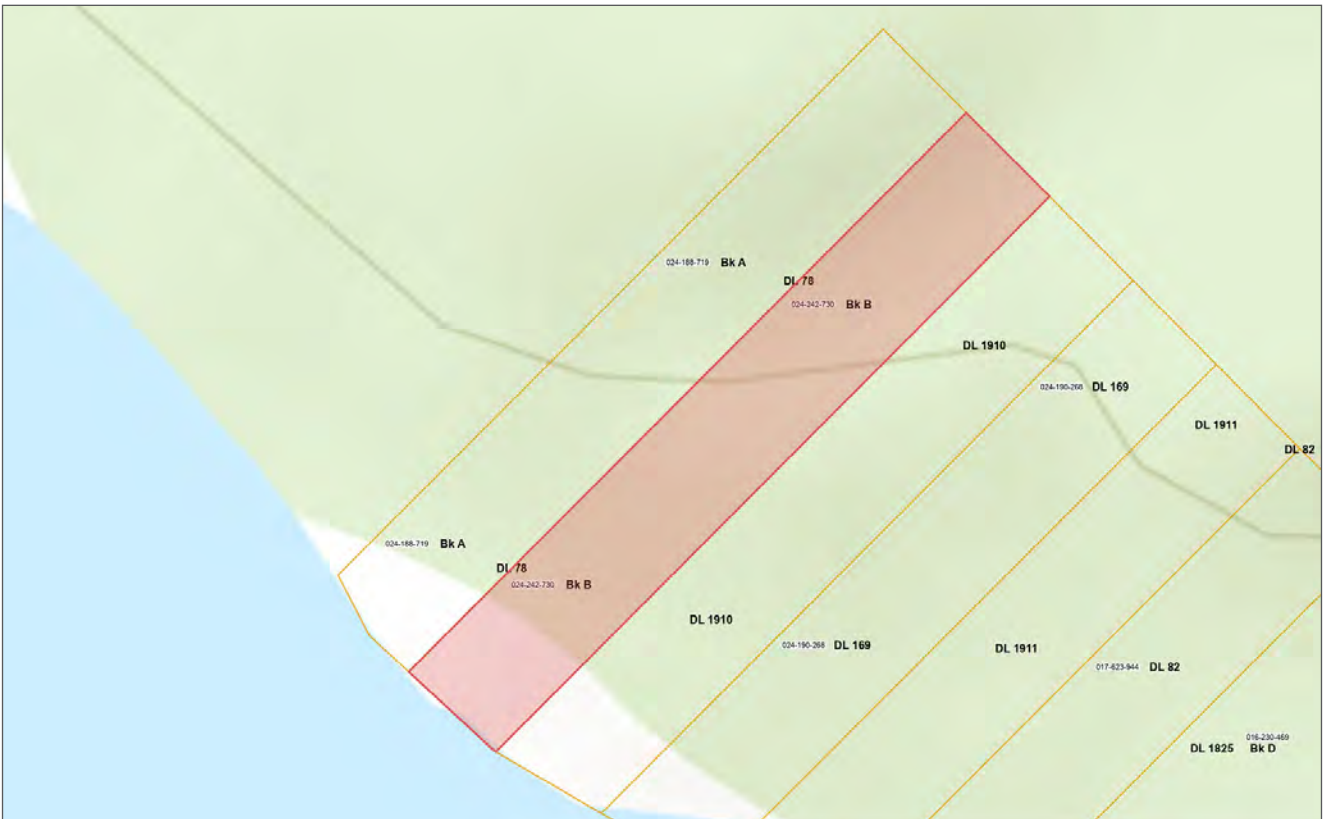 024-188-719 Bk A
DL 78
024-242-730 Bk B
DL 1910
024-190-268 DL 169
DL 1911
DL 82
024-188-719 Bk A
DL 78
024-242-730 Bk B
DL 1910
024-190-268 DL 169
DL 1911
017-623-944 DL 82
016-230-469
DL 1825 Bk D